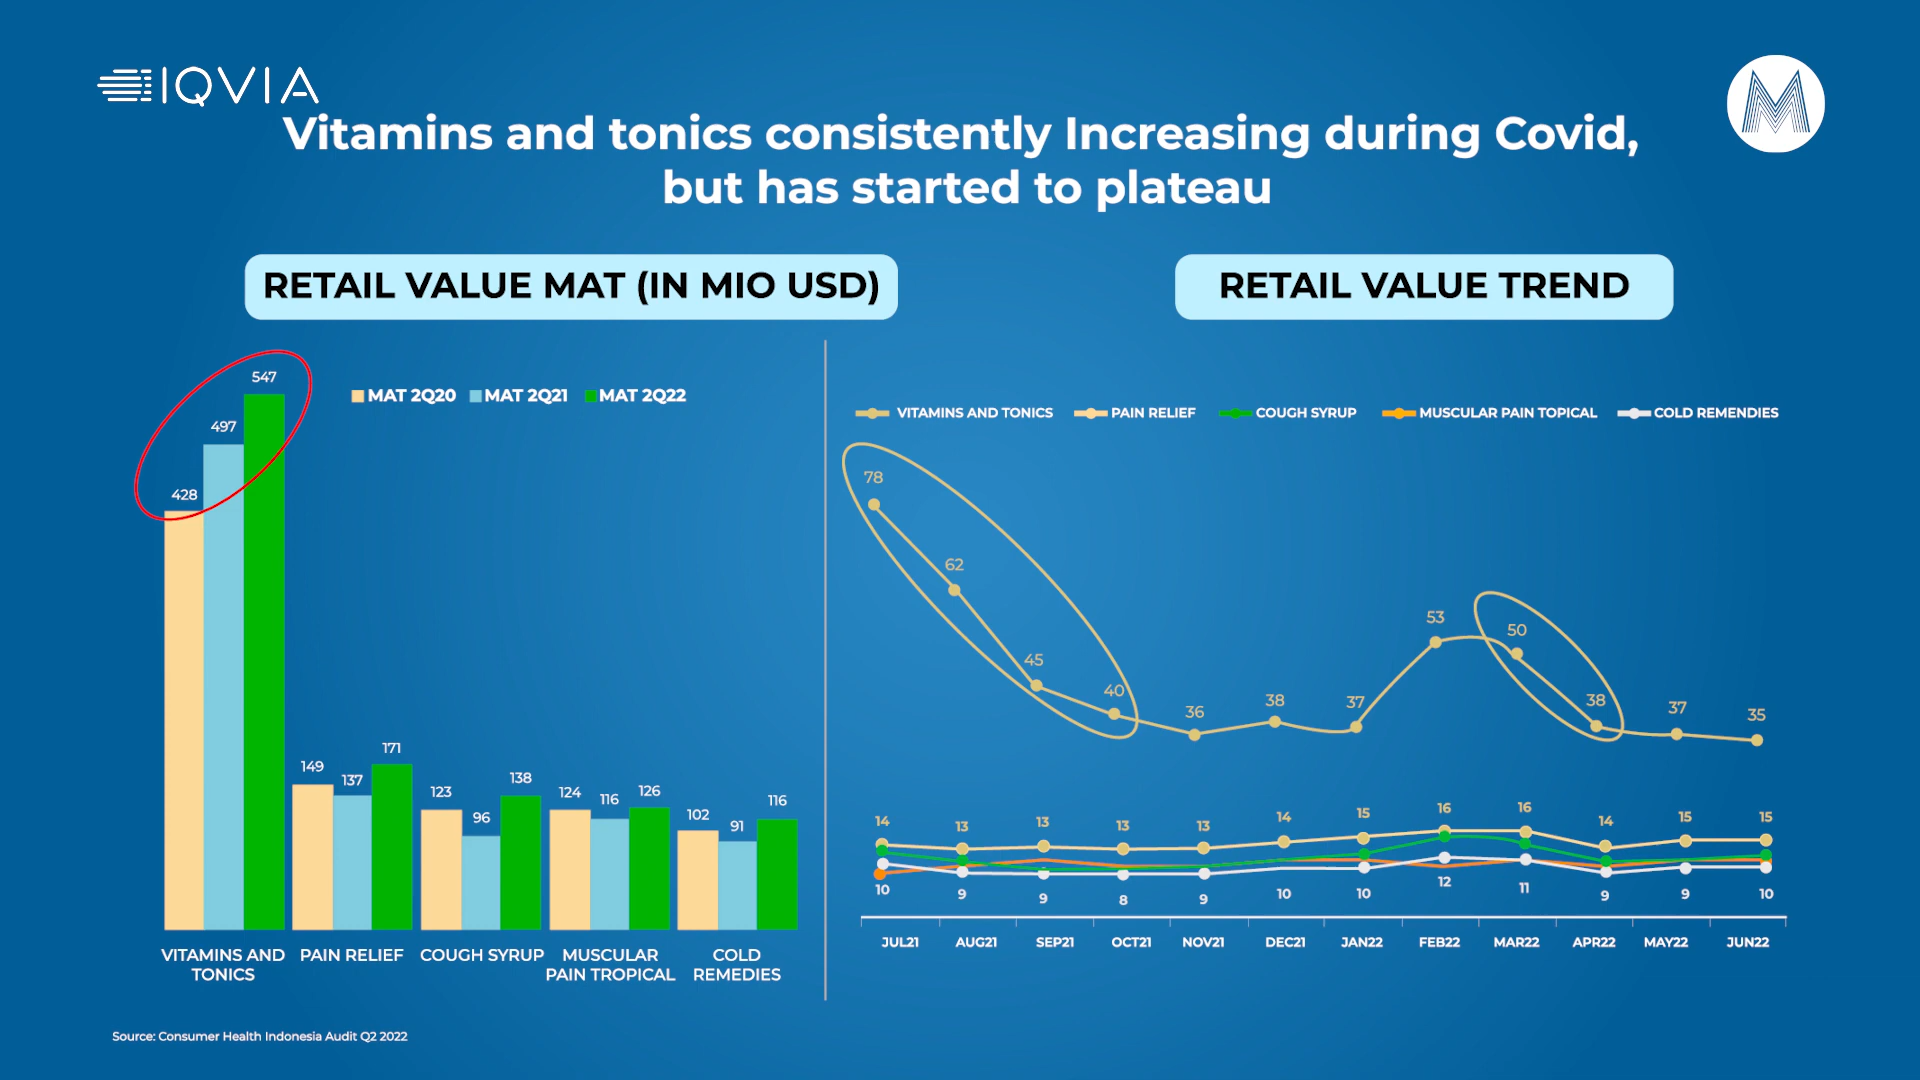 IQVIA
M
Vitamins and tonics consistently Increasing during Covid,
but has started to plateau
RETAIL VALUE MAT (IN MIO USD)
MAT 2Q20 MAT 2Q21 MAT 2Q22
547
497
428
149 137 171
123 96 138
124 116 126
102 91 116
VITAMINS AND
TONICS
PAIN RELIEF
COUGH SYRUP
MUSCULAR
PAIN TROPICAL
COLD
REMEDIES
RETAIL VALUE TREND
VITAMINS AND TONICS PAIN RELIEF COUGH SYRUP MUSCULAR PAIN TOPICAL COLD REMENDIES
78 62 45 40 36 38 37 53 50 38 37 35
14 13 13 13 13 14 15 16 16 14 15 15
10 9 9 8 9 10 10 12 11 9 9 10
JUL21 AUG21 SEP21 OCT21 NOV21 DEC21 JAN22 FEB22 MAR22 APR22 MAY22 JUN22
Source: Consumer Health Indonesia Audit Q2 2022